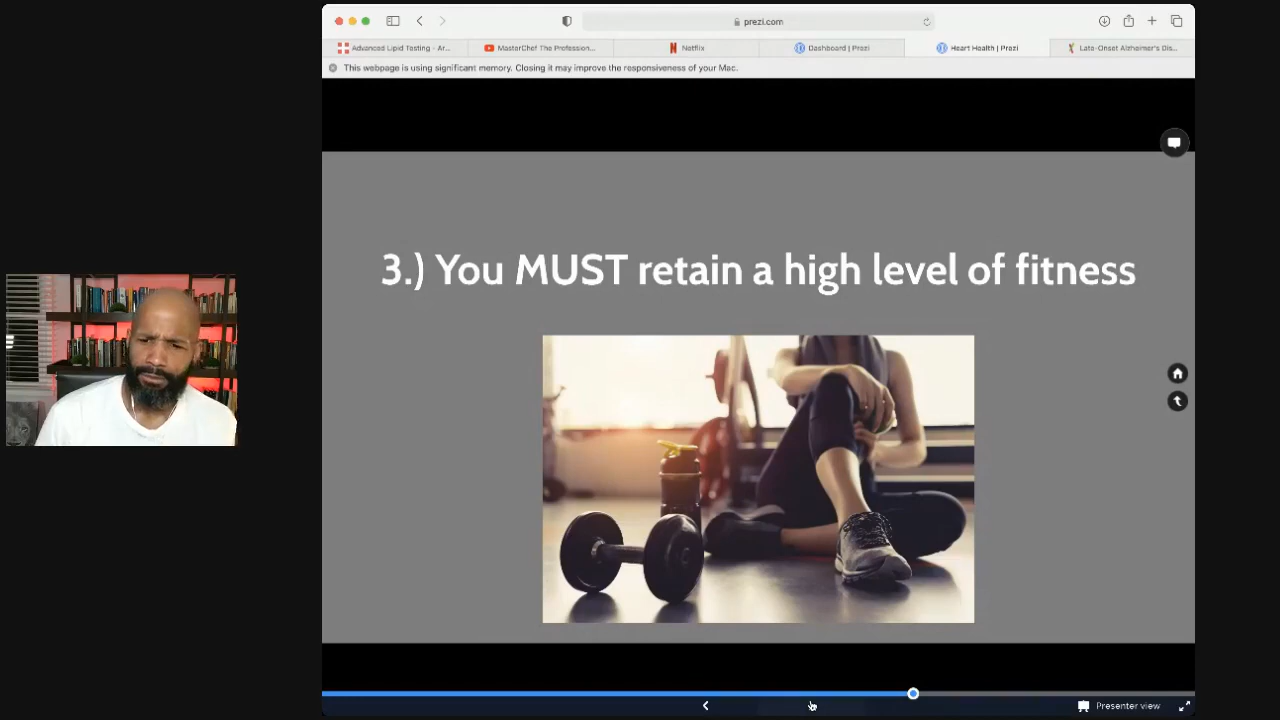 prezi.com
Advanced Lipid Testing - Ar...
MasterChef The Profession...
Netflix
Dashboard | Prezi
Heart Health | Prezi
Late-Onset Alzheimer's Dis...
This webpage is using significant memory. Closing it may improve the responsiveness of your Mac.
3.) You MUST retain a high level of fitness
Presenter view